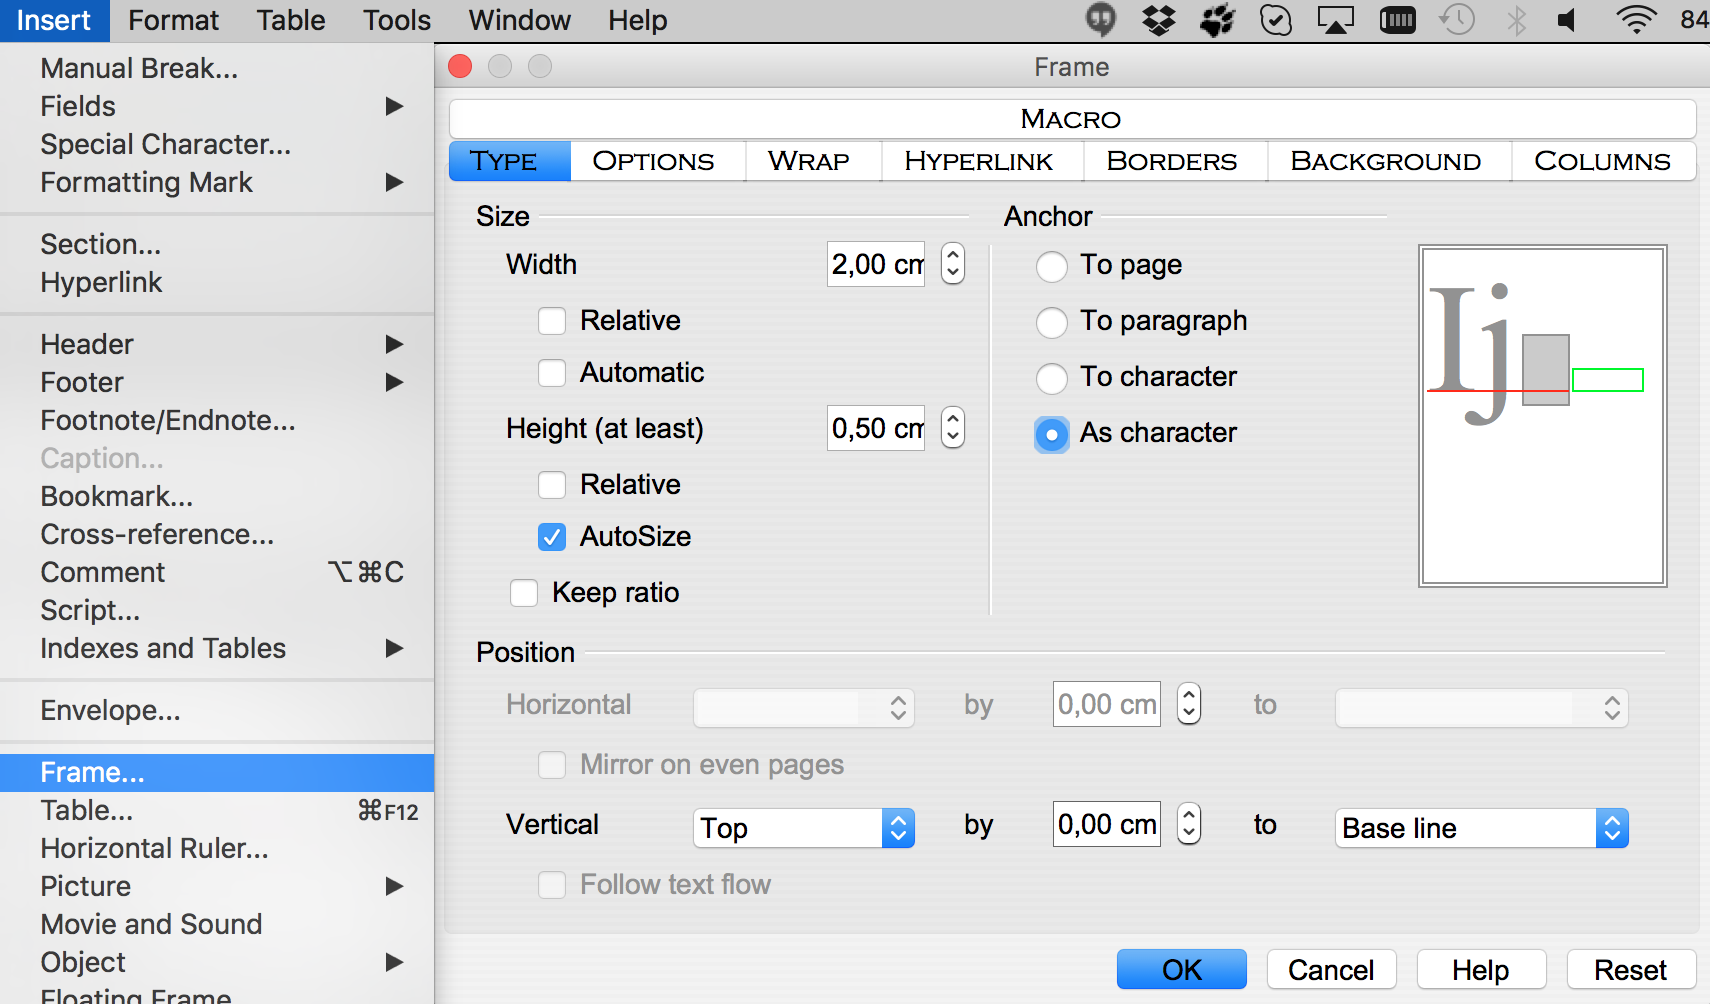 Insert Format Table Tools Window Help 84
Manual Break...
Fields
Special Character...
Formatting Mark
Section...
Hyperlink
Header
Footer
Footnote/Endnote...
Caption...
Bookmark...
Cross-reference...
Comment ⌥⌘C
Script...
Indexes and Tables
Envelope...
Frame...
Table... ⌘F12
Horizontal Ruler...
Picture
Movie and Sound
Object
Floating Frame
Frame
MACRO
TYPE OPTIONS WRAP HYPERLINK BORDERS BACKGROUND COLUMNS
Size
Width 2,00 cm
Relative
Automatic
Height (at least) 0,50 cm
Relative
AutoSize
Keep ratio
Anchor
To page
To paragraph
To character
As character
Ij
Position
Horizontal by 0,00 cm to
Mirror on even pages
Vertical Top by 0,00 cm to Base line
Follow text flow
OK Cancel Help Reset